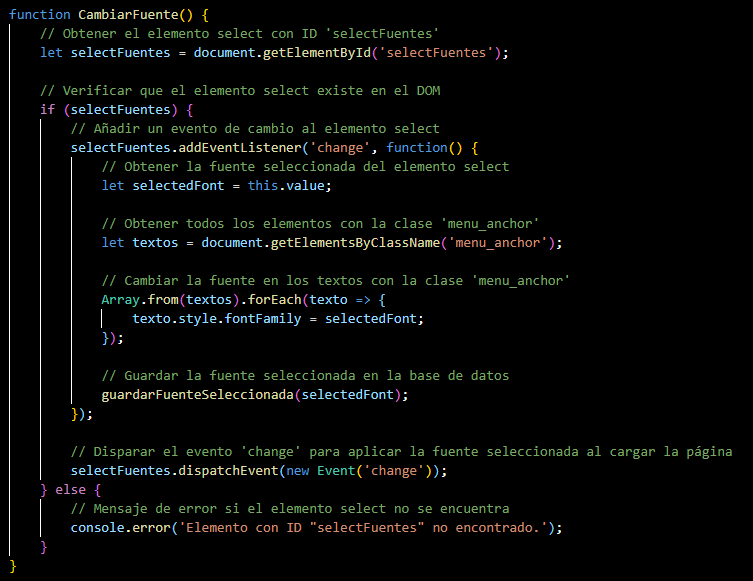 function CambiarFuente() {
    // Obtener el elemento select con ID 'selectFuentes'
    let selectFuentes = document.getElementById('selectFuentes');

    // Verificar que el elemento select existe en el DOM
    if (selectFuentes) {
        // Añadir un evento de cambio al elemento select
        selectFuentes.addEventListener('change', function() {
            // Obtener la fuente seleccionada del elemento select
            let selectedFont = this.value;

            // Obtener todos los elementos con la clase 'menu_anchor'
            let textos = document.getElementsByClassName('menu_anchor');

            // Cambiar la fuente en los textos con la clase 'menu_anchor'
            Array.from(textos).forEach(texto => {
                texto.style.fontFamily = selectedFont;
            });

            // Guardar la fuente seleccionada en la base de datos
            guardarFuenteSeleccionada(selectedFont);
        });

        // Disparar el evento 'change' para aplicar la fuente seleccionada al cargar la página
        selectFuentes.dispatchEvent(new Event('change'));
    } else {
        // Mensaje de error si el elemento select no se encuentra
        console.error('Elemento con ID "selectFuentes" no encontrado.');
    }
}